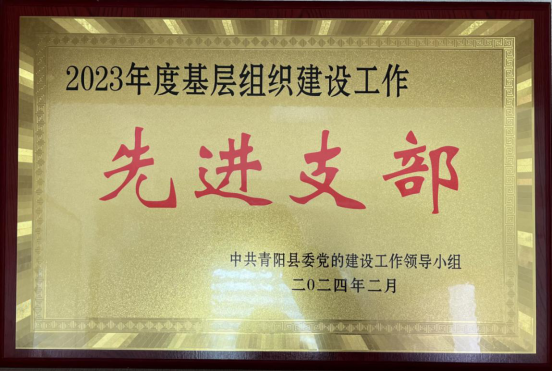 2023年度基层组织建设工作
先进支部
中共青阳县委党的建设工作领导小组
二〇二四年二月